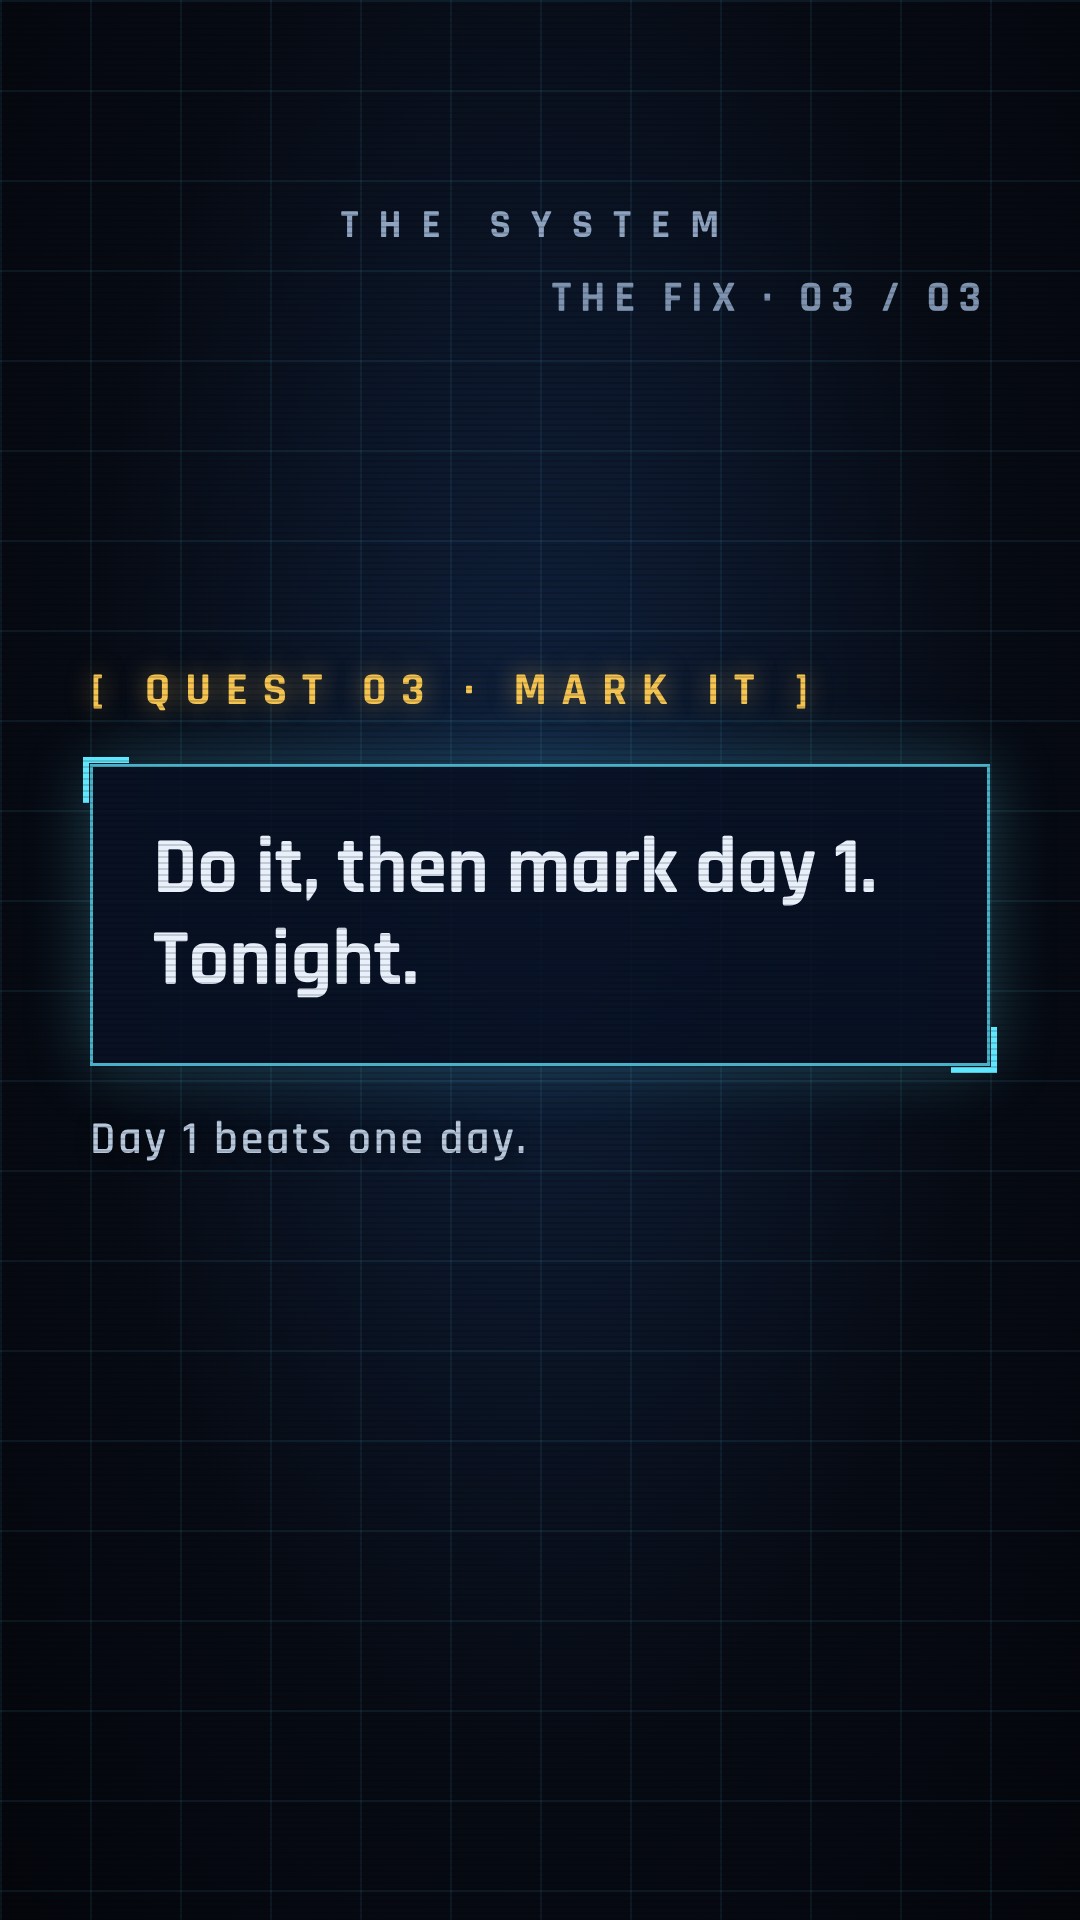 THE SYSTEM
THE FIX · 03 / 03
[ QUEST 03 · MARK IT ]
Do it, then mark day 1.
Tonight.
Day 1 beats one day.